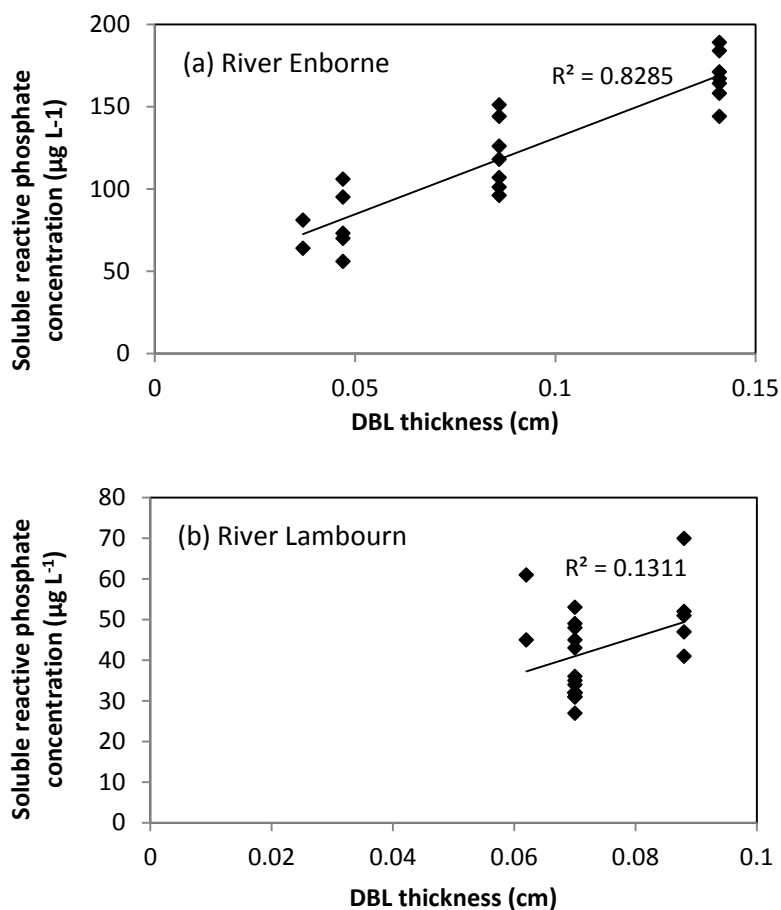 (a) River Enborne
R² = 0.8285
Soluble reactive phosphate
concentration (µg L-1)
200
150
100
50
0
0
0.05
0.1
0.15
DBL thickness (cm)
(b) River Lambourn
R² = 0.1311
Soluble reactive phosphate
concentration (µg L⁻¹)
80
70
60
50
40
30
20
10
0
0
0.02
0.04
0.06
0.08
0.1
DBL thickness (cm)